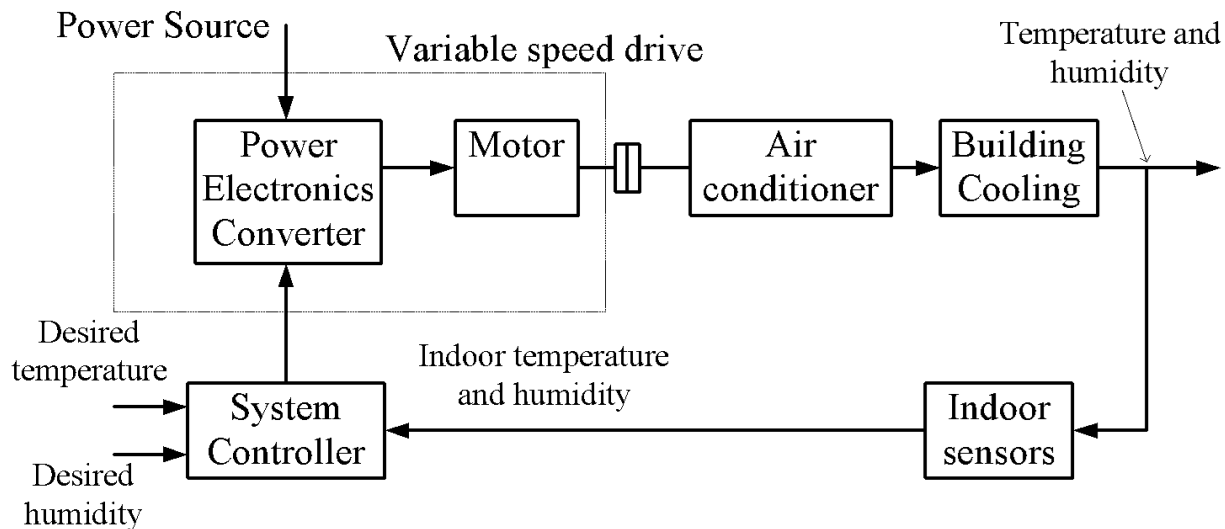 Power Source
Variable speed drive
Temperature and
humidity
Power
Electronics
Converter
Motor
Air
conditioner
Building
Cooling
Desired
temperature
Indoor temperature
and humidity
System
Controller
Indoor
sensors
Desired
humidity